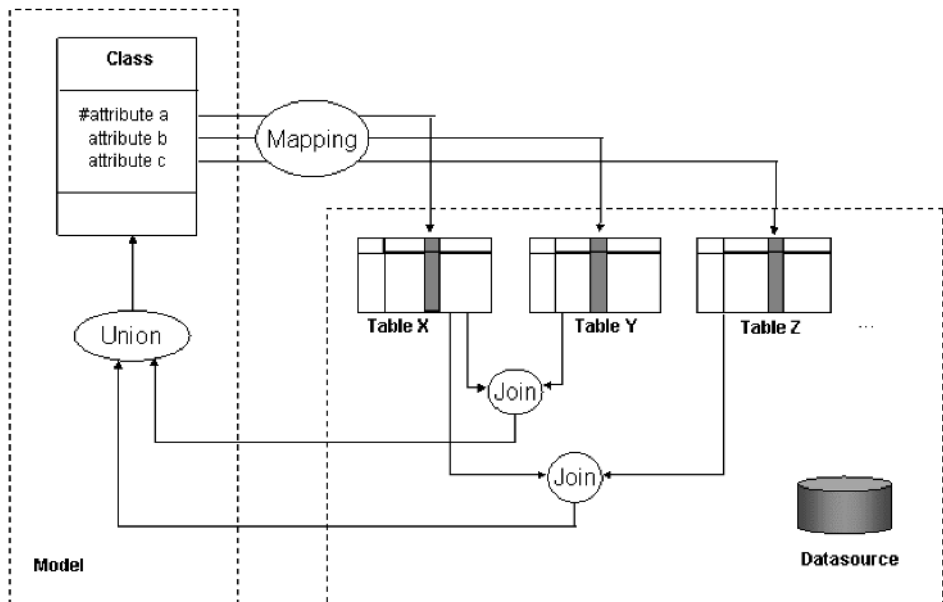 Class
#attribute a
attribute b
attribute c
Mapping
Union
Table X
Table Y
Table Z
...
Join
Join
Model
Datasource